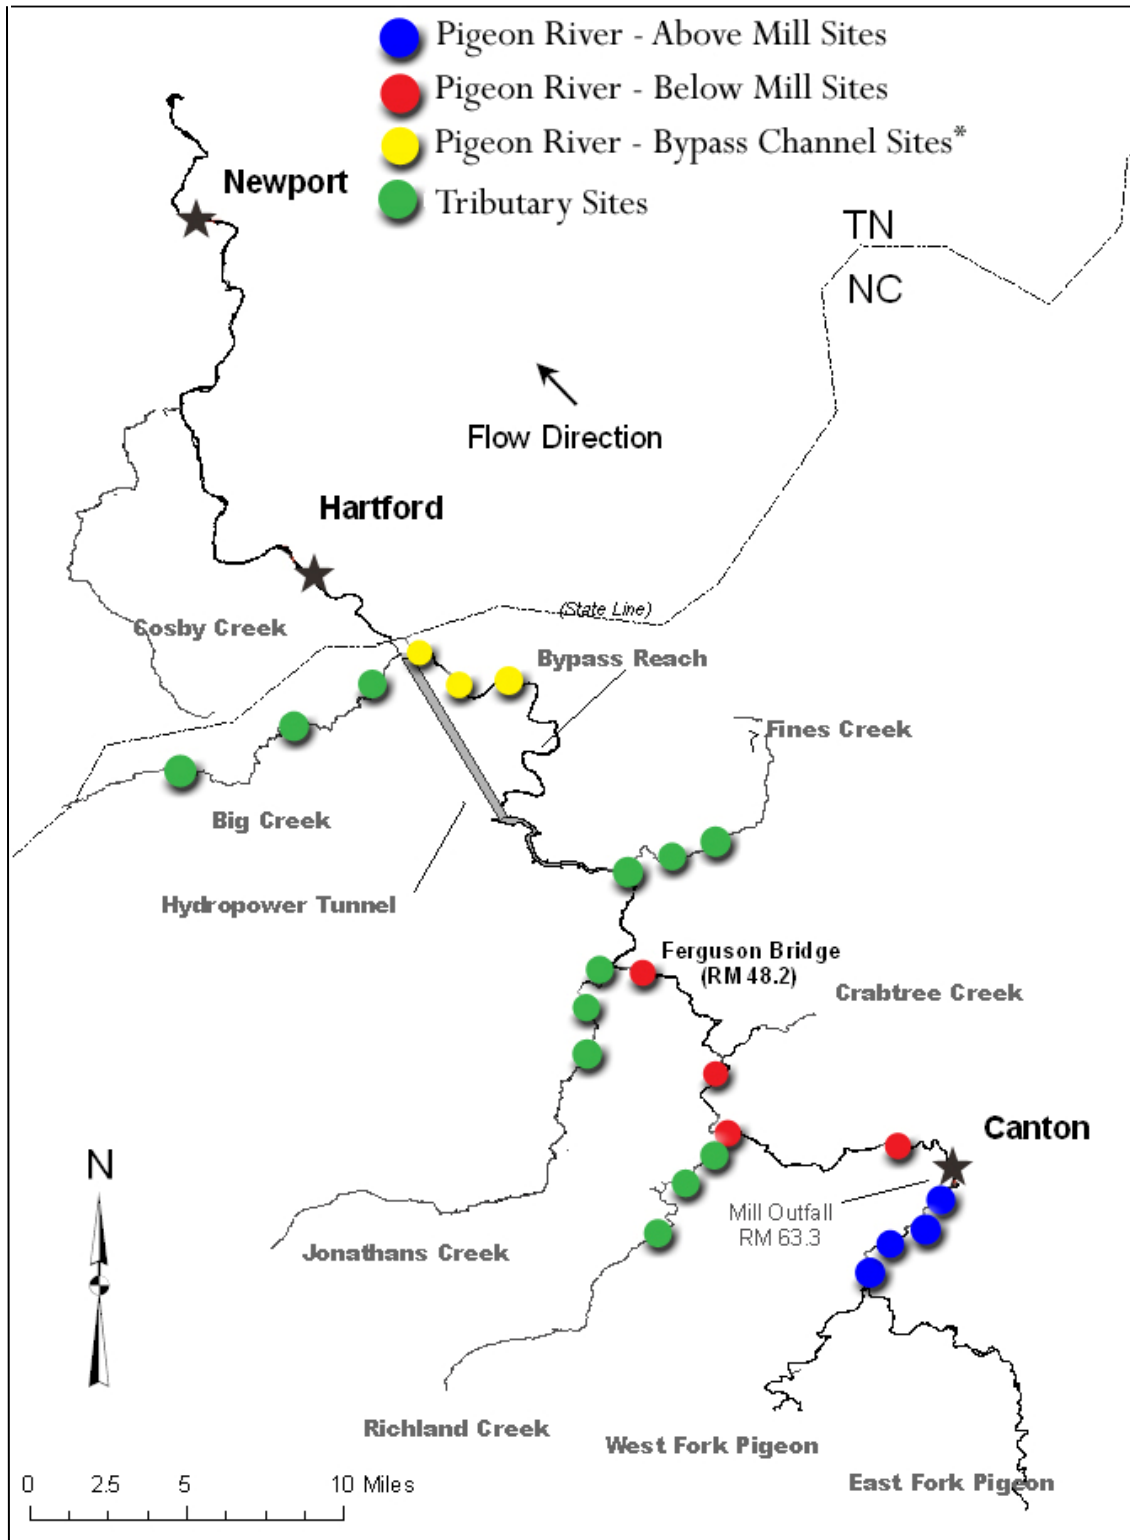 Pigeon River - Above Mill Sites
Pigeon River - Below Mill Sites
Pigeon River - Bypass Channel Sites*
Tributary Sites
Newport
TN
NC
Flow Direction
Hartford
(State Line)
Cosby Creek
Bypass Reach
Fines Creek
Big Creek
Hydropower Tunnel
Ferguson Bridge
(RM 48.2)
Crabtree Creek
Canton
N
Mill Outfall
RM 63.3
Jonathans Creek
Richland Creek
West Fork Pigeon
East Fork Pigeon
0 2.5 5 10 Miles